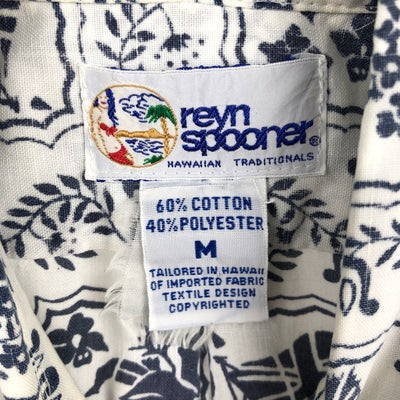 reyn
spooner®
HAWAIIAN TRADITIONALS
60% COTTON
40% POLYESTER
M
TAILORED IN HAWAII
OF IMPORTED FABRIC
TEXTILE DESIGN
COPYRIGHTED